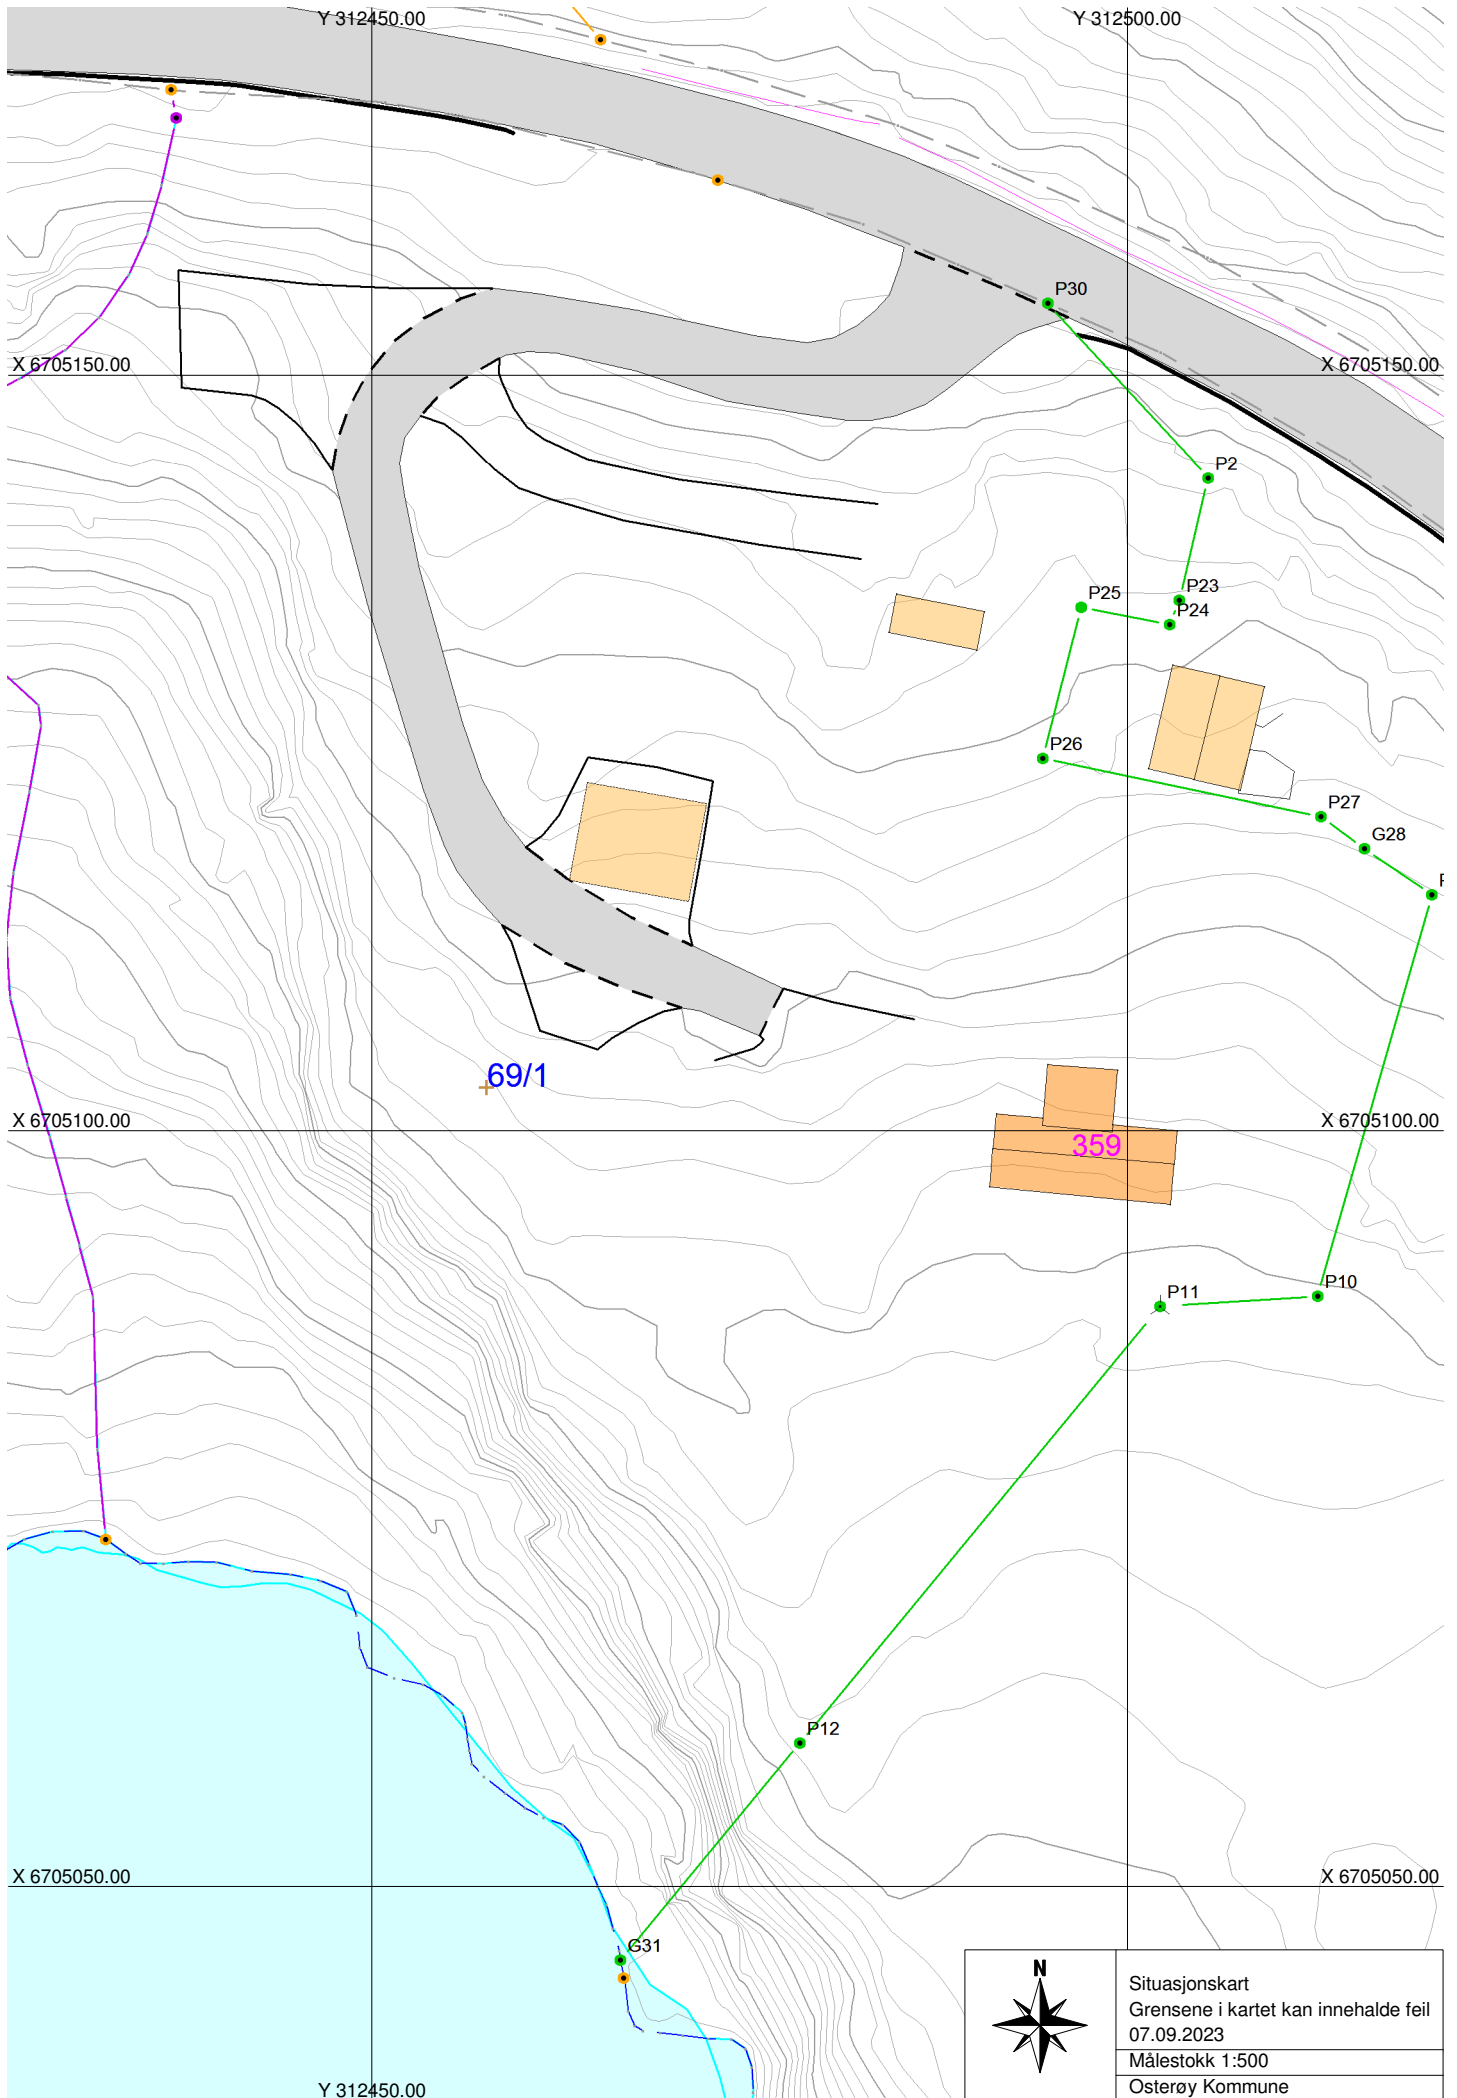 Y 312450.00
Y 312500.00
P30
X 6705150.00
X 6705150.00
P2
P25
P23
P24
P26
P27
G28
69/1
X 6705100.00
359
P10
P11
P12
X 6705050.00
X 6705050.00
G31
N
Situasjonskart
Grensene i kartet kan innehalde feil
07.09.2023
Målestokk 1:500
Osterøy Kommune
Y 312450.00
X 6705100.00